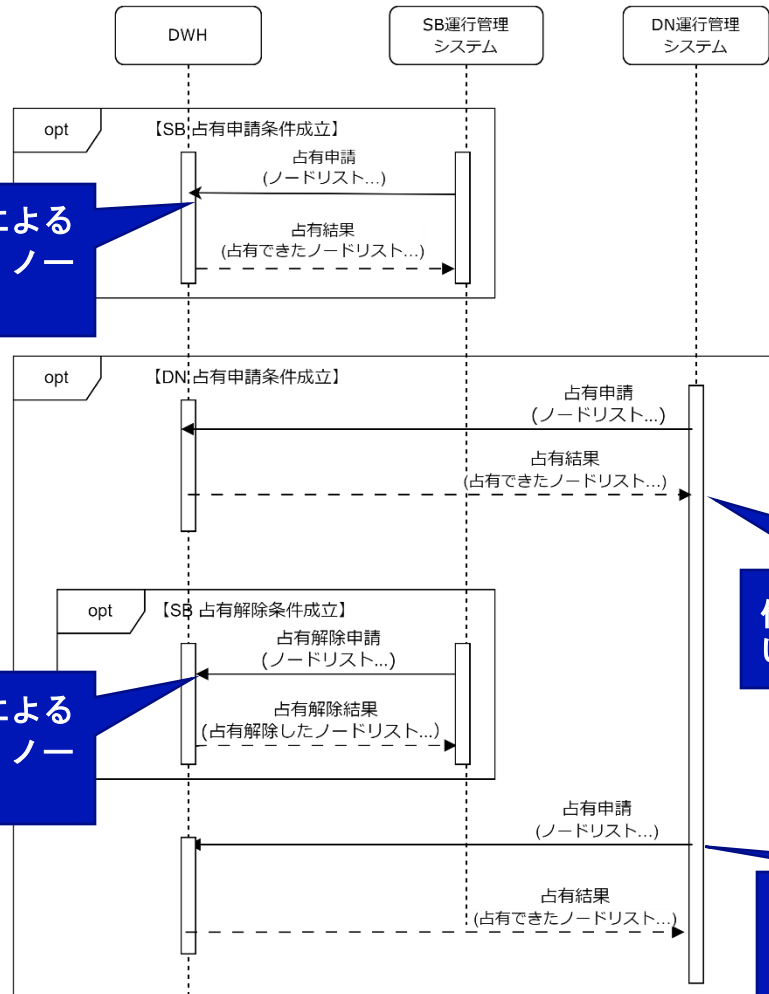 DWH
SB運行管理
システム
DN運行管理
システム
opt
【SB 占有申請条件成立】
占有申請
(ノードリスト…)
による
ノー
占有結果
(占有できたノードリスト…)
opt
【DN 占有申請条件成立】
占有申請
(ノードリスト...)
占有結果
(占有できたノードリスト…)
opt
【SB 占有解除条件成立】
占有解除申請
(ノードリスト...)
による
ノー
占有解除結果
(占有解除したノードリスト...)
占有申請
(ノードリスト…)
占有結果
(占有できたノードリスト…)